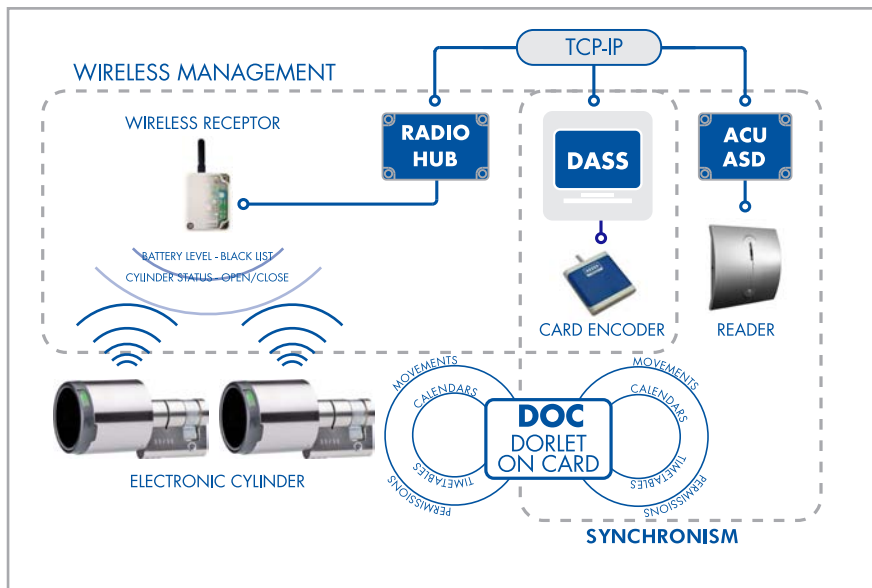 TCP-IP
WIRELESS MANAGEMENT
WIRELESS RECEPTOR
RADIO
HUB
DASS
ACU
ASD
BATTERY LEVEL - BLACK LIST
CYLINDER STATUS - OPEN/CLOSE
CARD ENCODER
READER
MOVEMENTS
CALENDARS
TIMETABLES
PERMISSIONS
DOC
DORLET
ON CARD
MOVEMENTS
CALENDARS
TIMETABLES
PERMISSIONS
ELECTRONIC CYLINDER
SYNCHRONISM